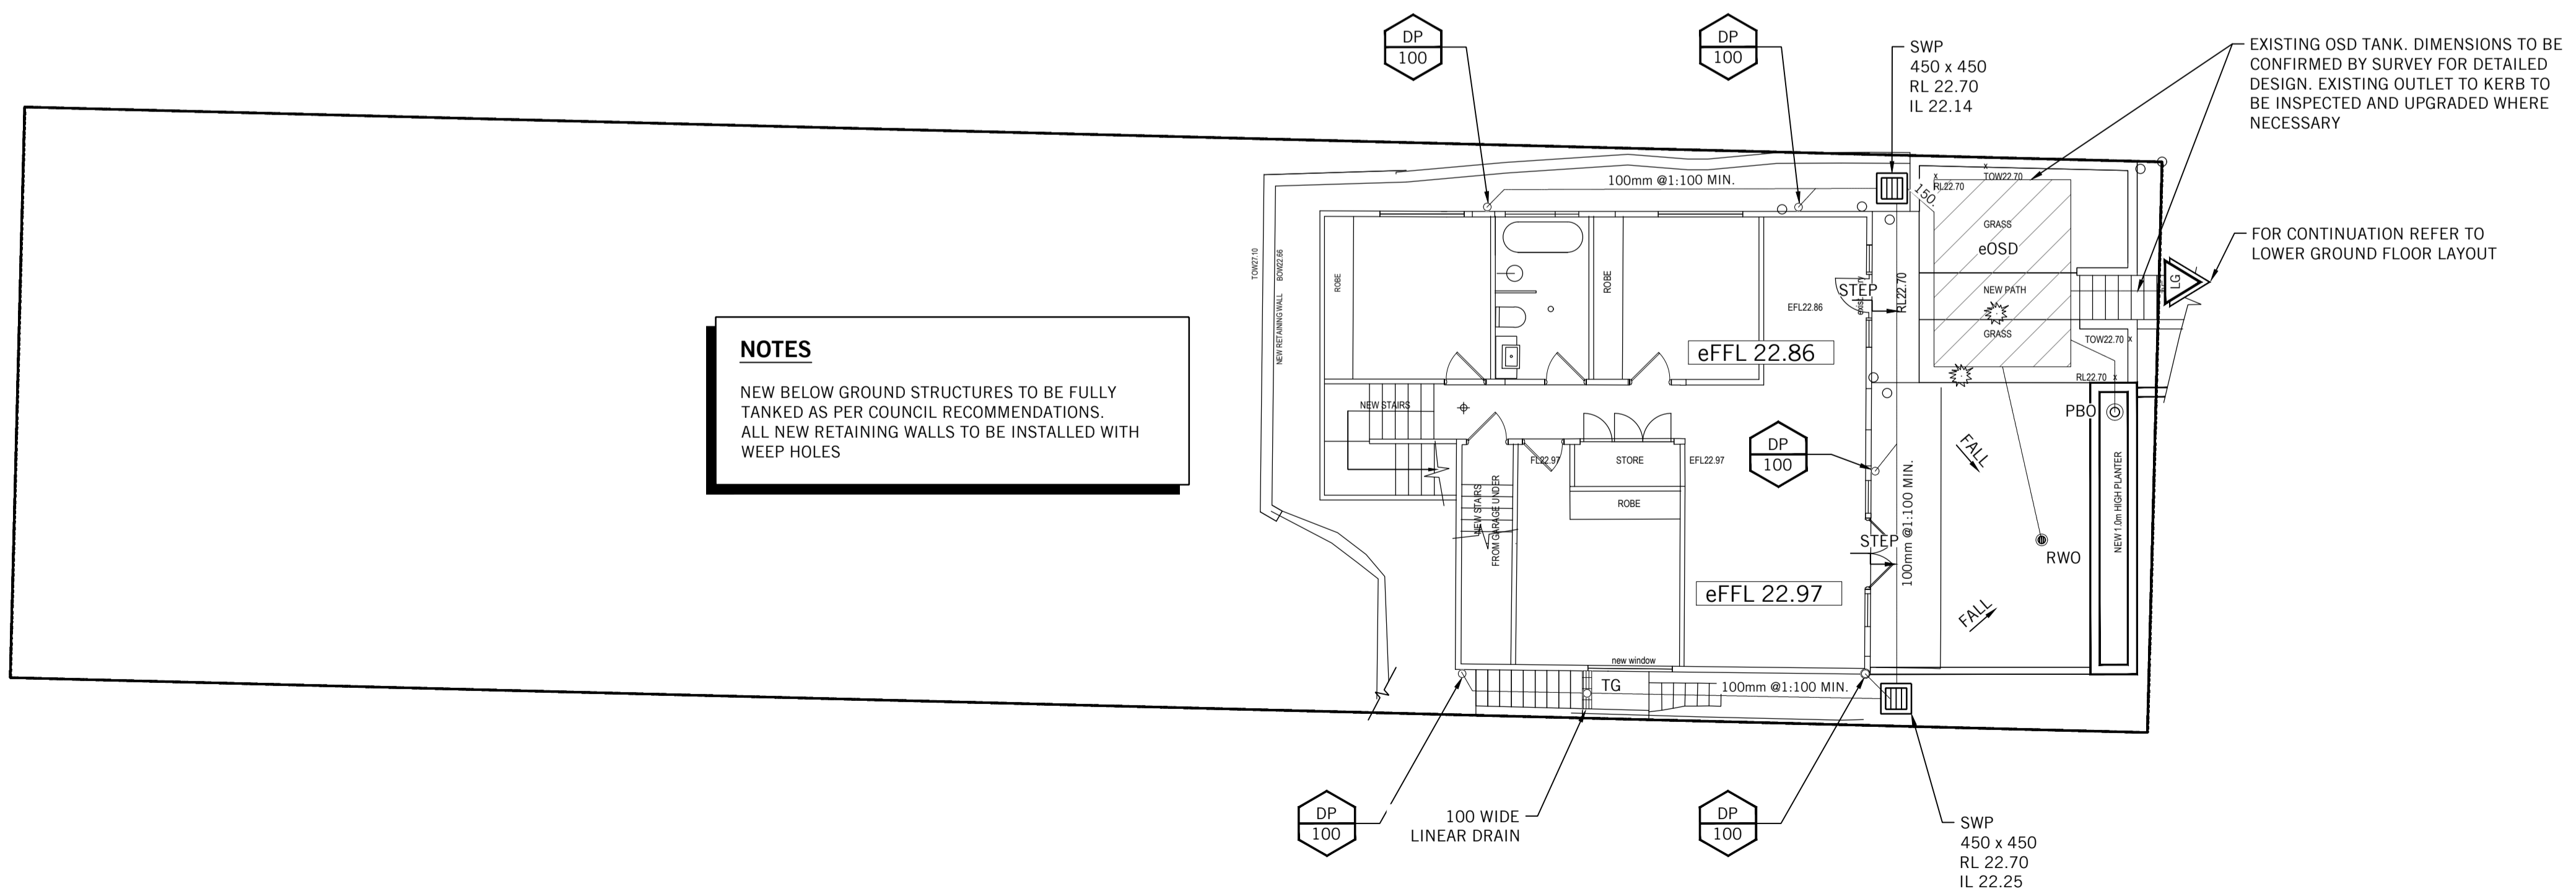 DP
100
DP
100
SWP
450 x 450
RL 22.70
IL 22.14
EXISTING OSD TANK. DIMENSIONS TO BE
CONFIRMED BY SURVEY FOR DETAILED
DESIGN. EXISTING OUTLET TO KERB TO
BE INSPECTED AND UPGRADED WHERE
NECESSARY
FOR CONTINUATION REFER TO
LOWER GROUND FLOOR LAYOUT
LG
100mm @1:100 MIN.
150.
RL22.70
TOW22.70
GRASS
eOSD
NEW PATH
GRASS
TOW22.70
RL22.70
TOW27.10
NEW RETAINING WALL BOW22.66
ROBE
ROBE
STEP
RL22.70
EFL22.86
eFFL 22.86
NOTES
NEW BELOW GROUND STRUCTURES TO BE FULLY
TANKED AS PER COUNCIL RECOMMENDATIONS.
ALL NEW RETAINING WALLS TO BE INSTALLED WITH
WEEP HOLES
NEW STAIRS
PBO
FL22.97
STORE
EFL22.97
DP
100
FALL
ROBE
NEW STAIRS
FROM GARAGE UNDER
100mm @1:100 MIN.
NEW 1.0m HIGH PLANTER
STEP
RWO
eFFL 22.97
FALL
new window
TG
100mm @1:100 MIN.
DP
100
100 WIDE
LINEAR DRAIN
DP
100
SWP
450 x 450
RL 22.70
IL 22.25